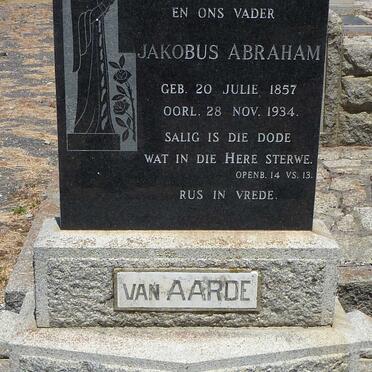 EN ONS VADER
JAKOBUS ABRAHAM
GEB. 20 JULIE 1857
OORL. 28 NOV. 1934.
SALIG IS DIE DODE
WAT IN DIE HERE STERWE.
OPENB. 14 VS. 13.
RUS IN VREDE.
VAN AARDE